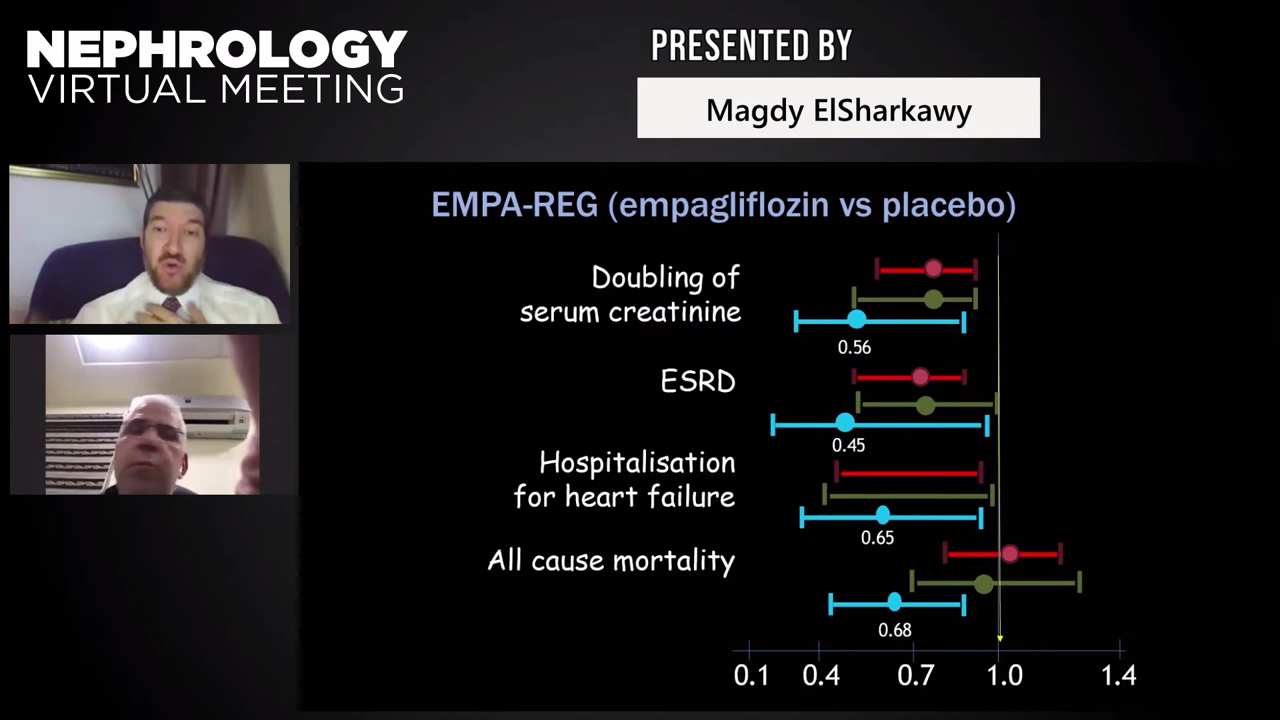 NEPHROLOGY
VIRTUAL MEETING
PRESENTED BY
Magdy ElSharkawy
EMPA-REG (empagliflozin vs placebo)
Doubling of
serum creatinine
0.56
ESRD
0.45
Hospitalisation
for heart failure
0.65
All cause mortality
0.68
0.1 0.4 0.7 1.0 1.4